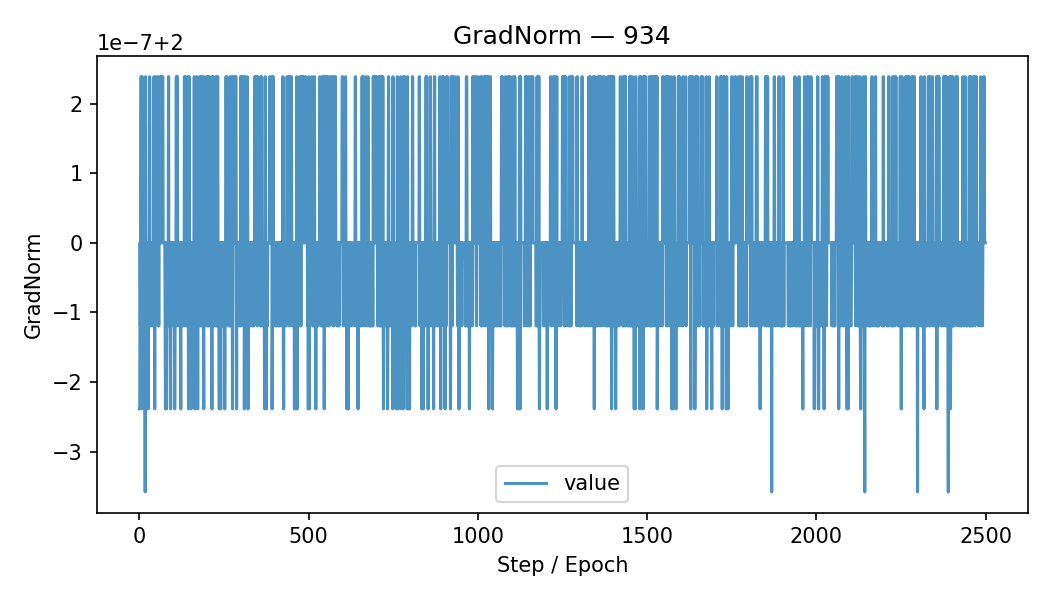 GradNorm — 934
1e−7+2
2
1
0
−1
−2
−3
GradNorm
value
0 500 1000 1500 2000 2500
Step / Epoch